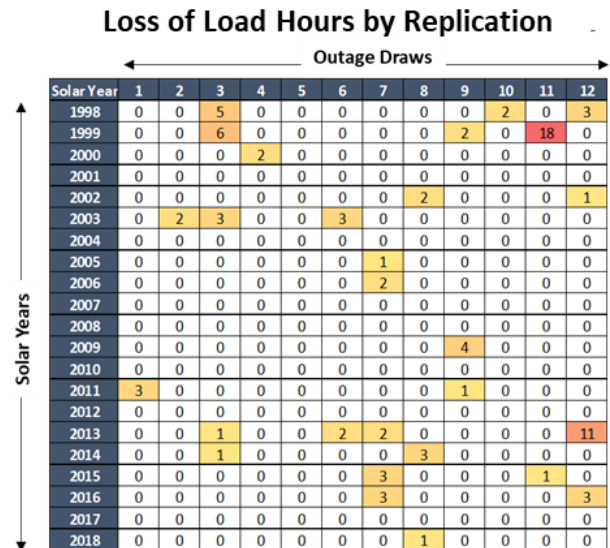 Loss of Load Hours by Replication
Outage Draws
Solar Years
Solar Year 1 2 3 4 5 6 7 8 9 10 11 12
1998 0 0 5 0 0 0 0 0 0 2 0 3
1999 0 0 6 0 0 0 0 0 2 0 18 0
2000 0 0 0 2 0 0 0 0 0 0 0 0
2001 0 0 0 0 0 0 0 0 0 0 0 0
2002 0 0 0 0 0 0 0 2 0 0 0 1
2003 0 2 3 0 0 3 0 0 0 0 0 0
2004 0 0 0 0 0 0 0 0 0 0 0 0
2005 0 0 0 0 0 0 1 0 0 0 0 0
2006 0 0 0 0 0 0 2 0 0 0 0 0
2007 0 0 0 0 0 0 0 0 0 0 0 0
2008 0 0 0 0 0 0 0 0 0 0 0 0
2009 0 0 0 0 0 0 0 0 4 0 0 0
2010 0 0 0 0 0 0 0 0 0 0 0 0
2011 3 0 0 0 0 0 0 0 1 0 0 0
2012 0 0 0 0 0 0 0 0 0 0 0 0
2013 0 0 1 0 0 2 2 0 0 0 0 11
2014 0 0 1 0 0 0 0 3 0 0 0 0
2015 0 0 0 0 0 0 3 0 0 0 1 0
2016 0 0 0 0 0 0 3 0 0 0 0 3
2017 0 0 0 0 0 0 0 0 0 0 0 0
2018 0 0 0 0 0 0 0 1 0 0 0 0